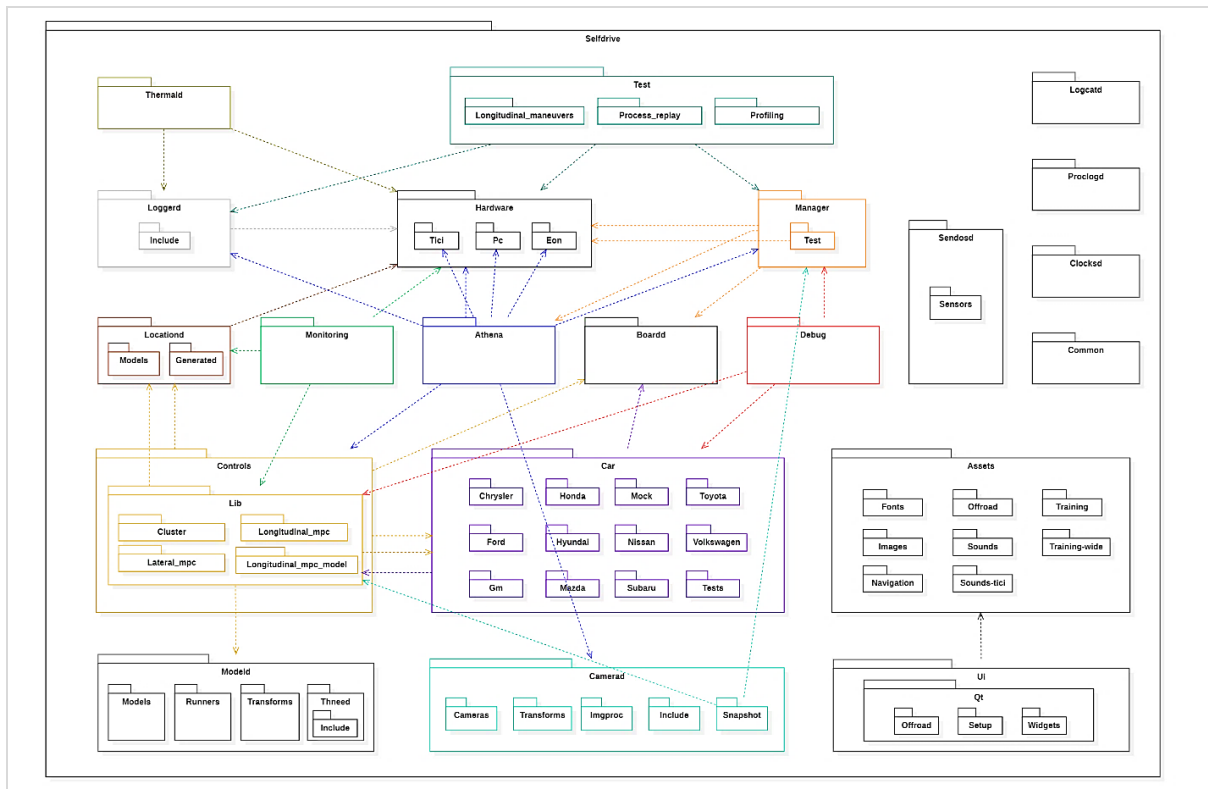 Selfdrive
Thermald
Test
Longitudinal_maneuvers
Process_replay
Profiling
Logcatd
Proclogd
Loggerd
Include
Hardware
Tici
Pc
Eon
Manager
Test
Sendosd
Sensors
Clocksd
Common
Locationd
Models
Generated
Monitoring
Athena
Boardd
Debug
Controls
Lib
Cluster
Longitudinal_mpc
Lateral_mpc
Longitudinal_mpc_model
Car
Chrysler
Honda
Mock
Toyota
Ford
Hyundai
Nissan
Volkswagen
Gm
Mazda
Subaru
Tests
Assets
Fonts
Offroad
Training
Images
Sounds
Training-wide
Navigation
Sounds-tici
Modeld
Models
Runners
Transforms
Thneed
Include
Camerad
Cameras
Transforms
Imgproc
Include
Snapshot
Ui
Qt
Offroad
Setup
Widgets